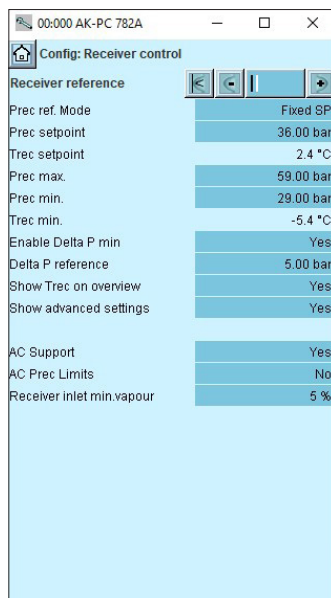 00:000 AK-PC 782A
Config: Receiver control
Receiver reference
Prec ref. Mode Fixed SP
Prec setpoint 36.00 bar
Trec setpoint 2.4 °C
Prec max. 59.00 bar
Prec min. 29.00 bar
Trec min. -5.4 °C
Enable Delta P min Yes
Delta P reference 5.00 bar
Show Trec on overview Yes
Show advanced settings Yes
AC Support Yes
AC Prec Limits No
Receiver inlet min.vapour 5 %